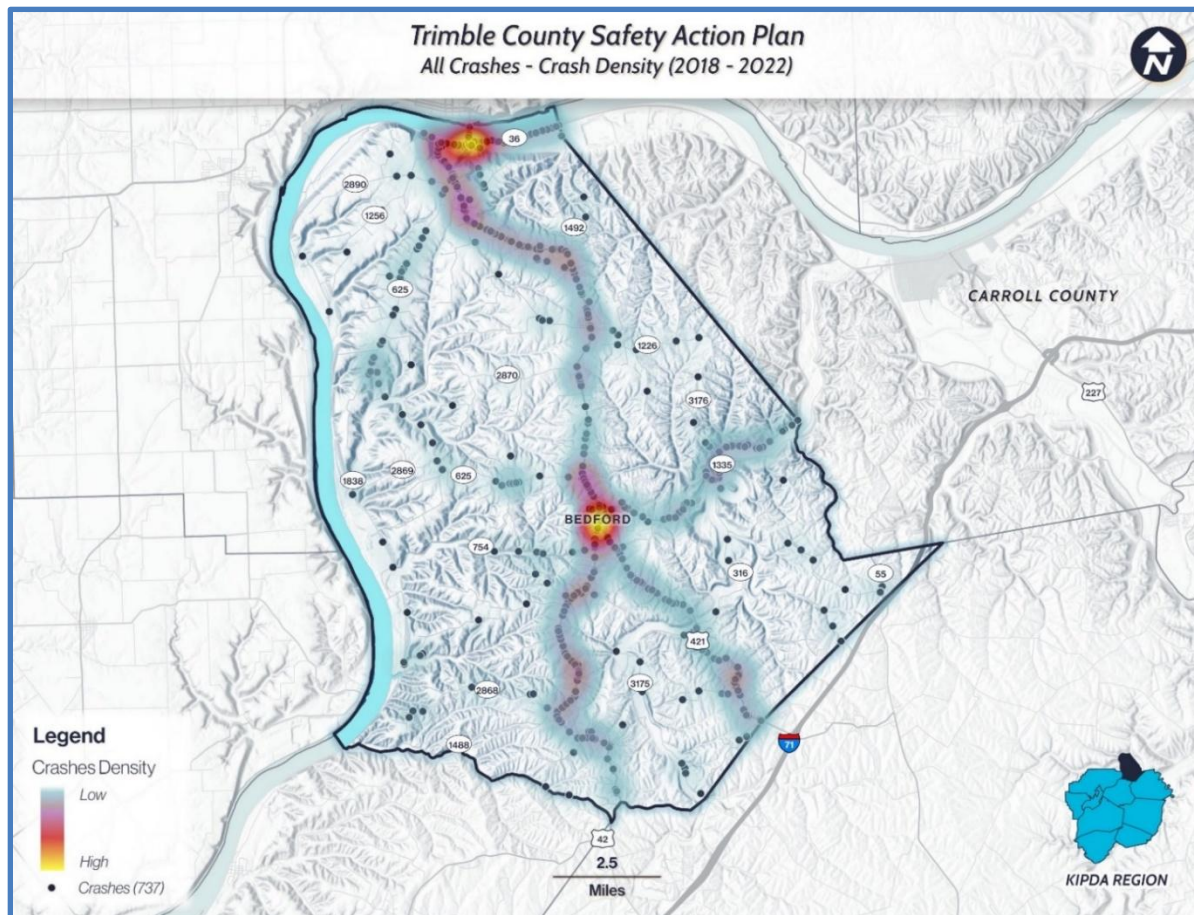 Trimble County Safety Action Plan
All Crashes - Crash Density (2018 - 2022)
N
36
2890
1256
1492
625
CARROLL COUNTY
1226
2870
227
3176
1335
2869
625
1838
BEDFORD
754
316
55
421
3175
2868
1488
71
42
2.5
Miles
Legend
Crashes Density
Low
High
Crashes (737)
KIPDA REGION